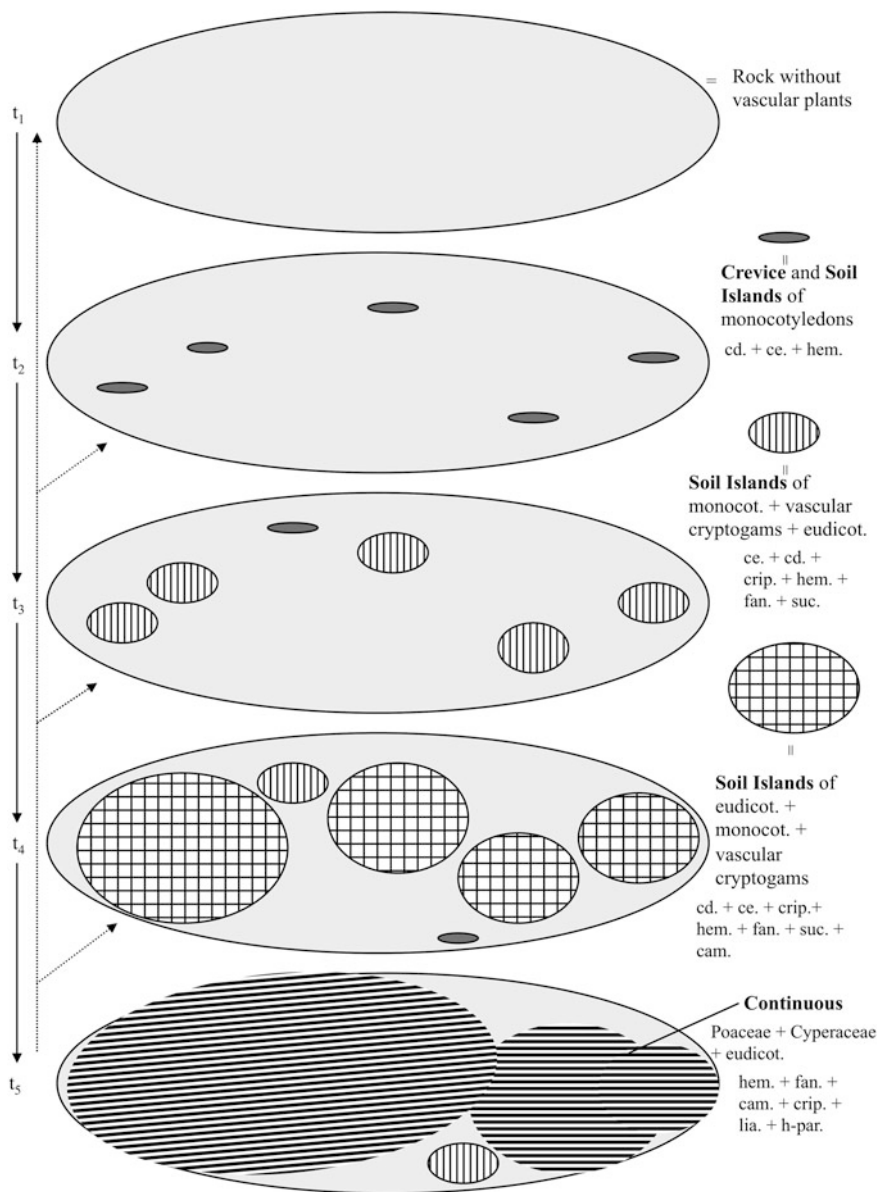 t1
= Rock without
vascular plants
=
Crevice and Soil
Islands of
monocotyledons
cd. + ce. + hem.
t2
=
Soil Islands of
monocot. + vascular
cryptogams + eudicot.
ce. + cd. +
crip. + hem. +
fan. + suc.
t3
=
Soil Islands of
eudicot. +
monocot. +
vascular
cryptogams
cd. + ce. + crip.+
hem. + fan. + suc. +
cam.
t4
Continuous
Poaceae + Cyperaceae
+ eudicot.
hem. + fan. +
cam. + crip. +
lia. + h-par.
t5